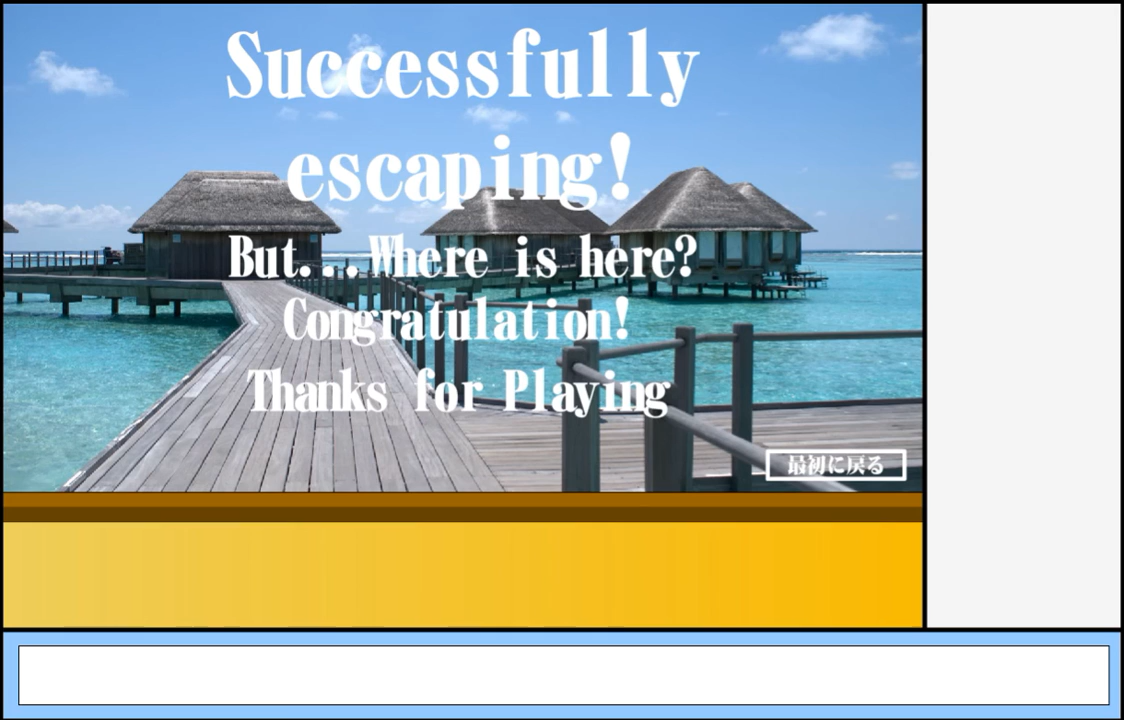 Successfully
escaping!
But...Where is here?
Congratulation!
Thanks for Playing
最初に戻る